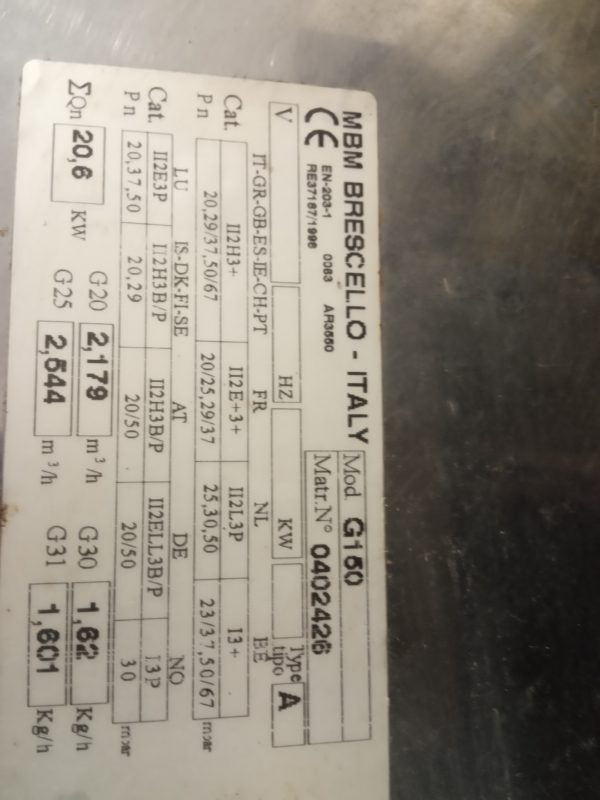 MBM BRESCELLO - ITALY
CE EN-203-1 0063 AR3550
RE37167/1996
Mod. G150
Matr.N° 0402426
V HZ KW Type tipo A
IT-GR-GB-ES-IE-CH-PT FR NL BE
Cat. II2H3+ II2E+3+ II2L3P I3+
Pn 20,29/37,50/67 20/25,29/37 25,30,50 23/37,50/67 mbar
LU IS-DK-FI-SE AT DE NO
Cat. II2E3P II2H3B/P II2H3B/P II2ELL3B/P I3P
Pn 20,37,50 20,29 20/50 20/50 30 mbar
ΣQn 20,6 KW G20 2,179 m³/h G30 1,62 Kg/h
G25 2,544 m³/h G31 1,601 Kg/h